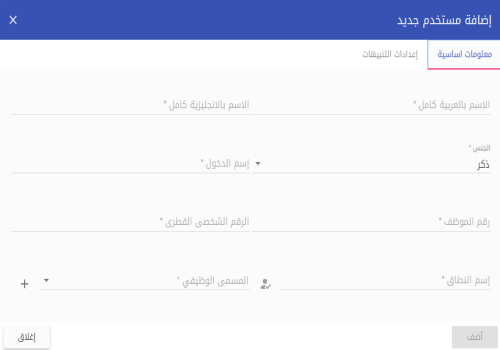 إضافة مستخدم جديد
معلومات اساسية
إعدادات التنبيهات
الاسم بالعربية كامل *
الاسم بالانجليزية كامل *
الجنس *
ذكر
إسم الدخول *
رقم الموظف *
الرقم الشخصى القطرى *
إسم النطاق *
المسمى الوظيفي *
أضف
إغلاق